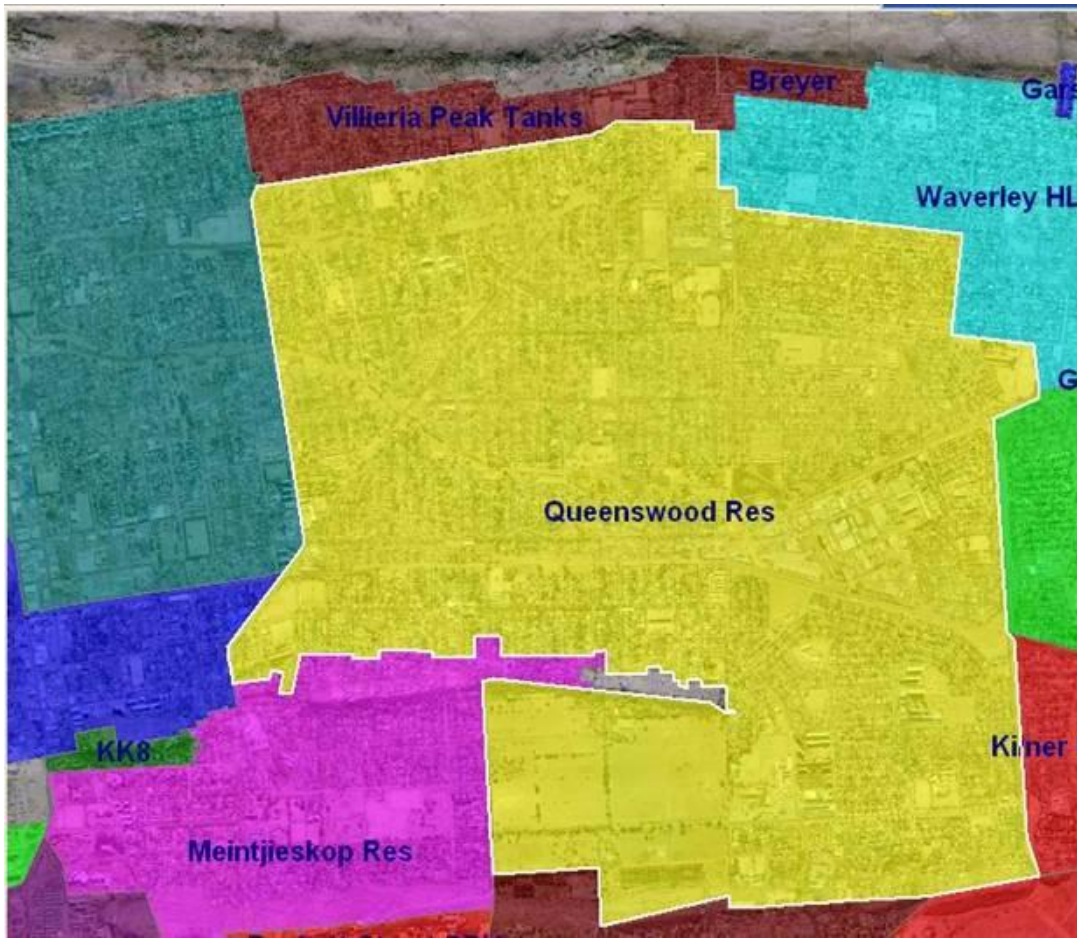 Breyer
Villieria Peak Tanks
Waverley HL
Queenswood Res
KK8
Meintjieskop Res